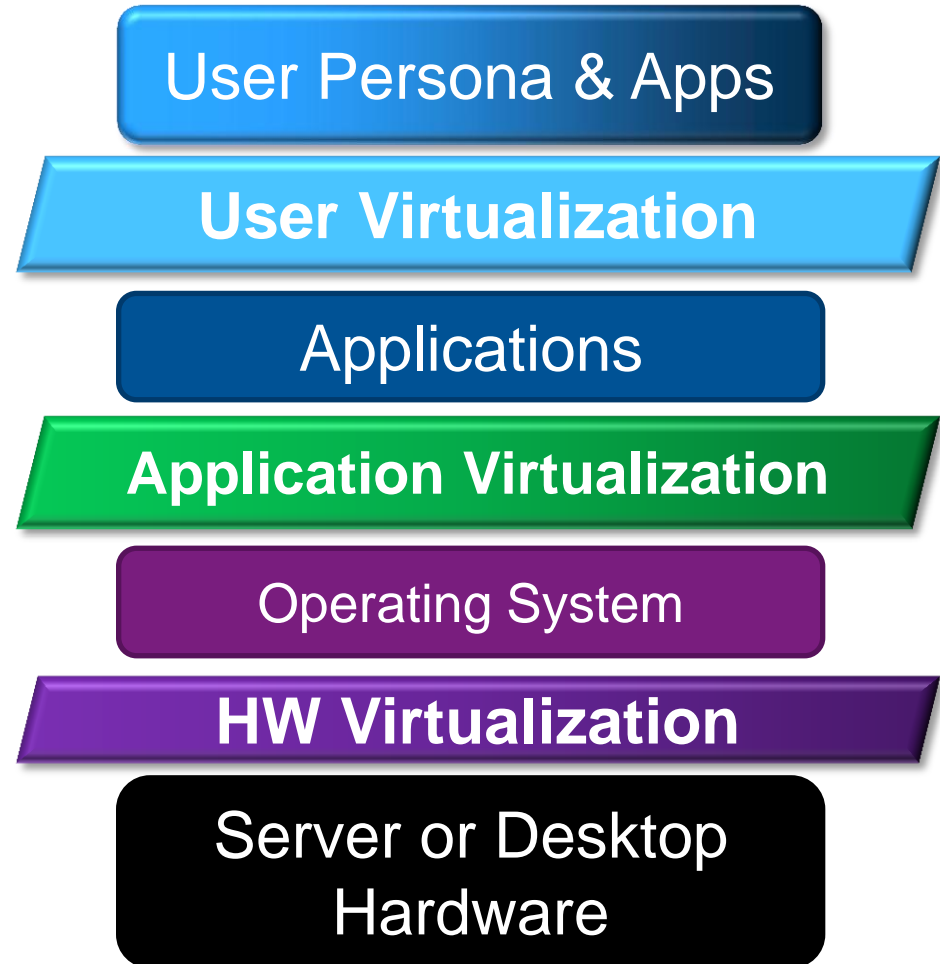 User Persona & Apps
User Virtualization
Applications
Application Virtualization
Operating System
HW Virtualization
Server or Desktop
Hardware